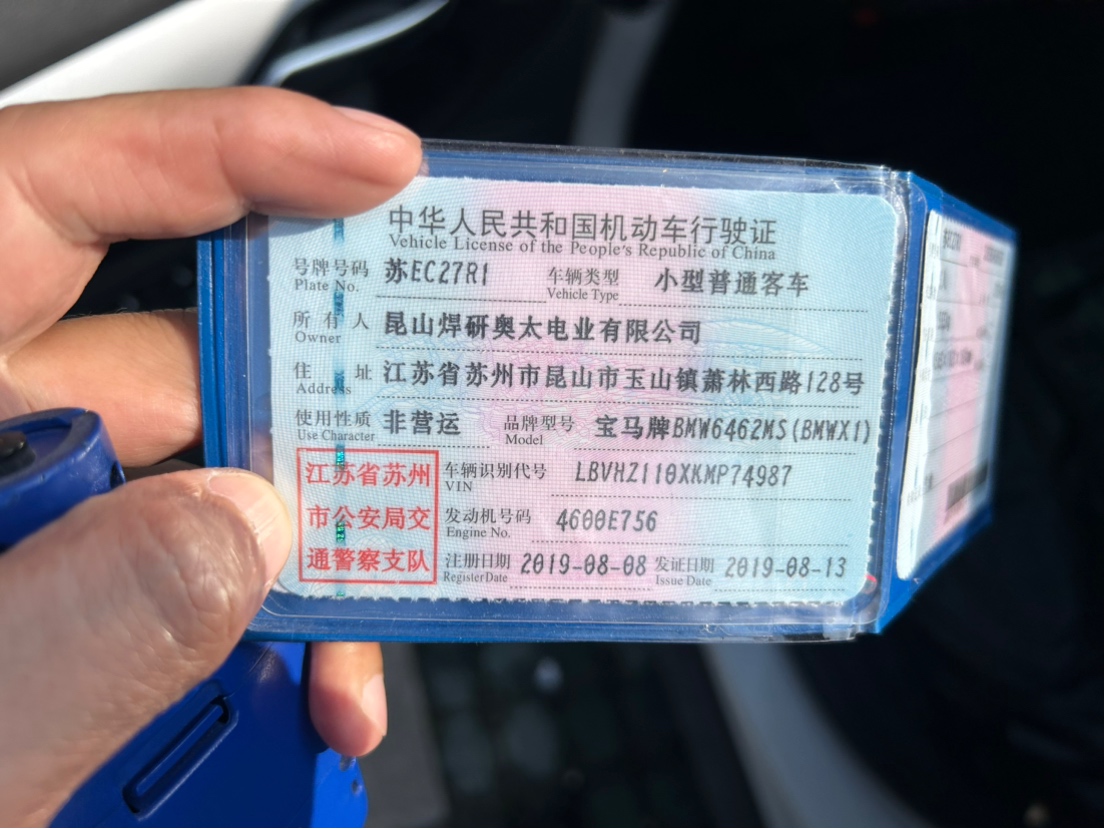 中华人民共和国机动车行驶证
Vehicle License of the People's Republic of China
号牌号码 苏EC27R1 车辆类型 小型普通客车
Plate No. Vehicle Type
所有人 昆山焊研奥太电业有限公司
Owner
住址 江苏省苏州市昆山市玉山镇萧林西路128号
Address
使用性质 非营运 品牌型号 宝马牌BMW6462MS(BMWX1)
Use Character Model
江苏省苏州
市公安局交
通警察支队
车辆识别代号 LBVHZ110XKMP74987
VIN
发动机号码 4600E756
Engine No.
注册日期 2019-08-08 发证日期 2019-08-13
Register Date Issue Date